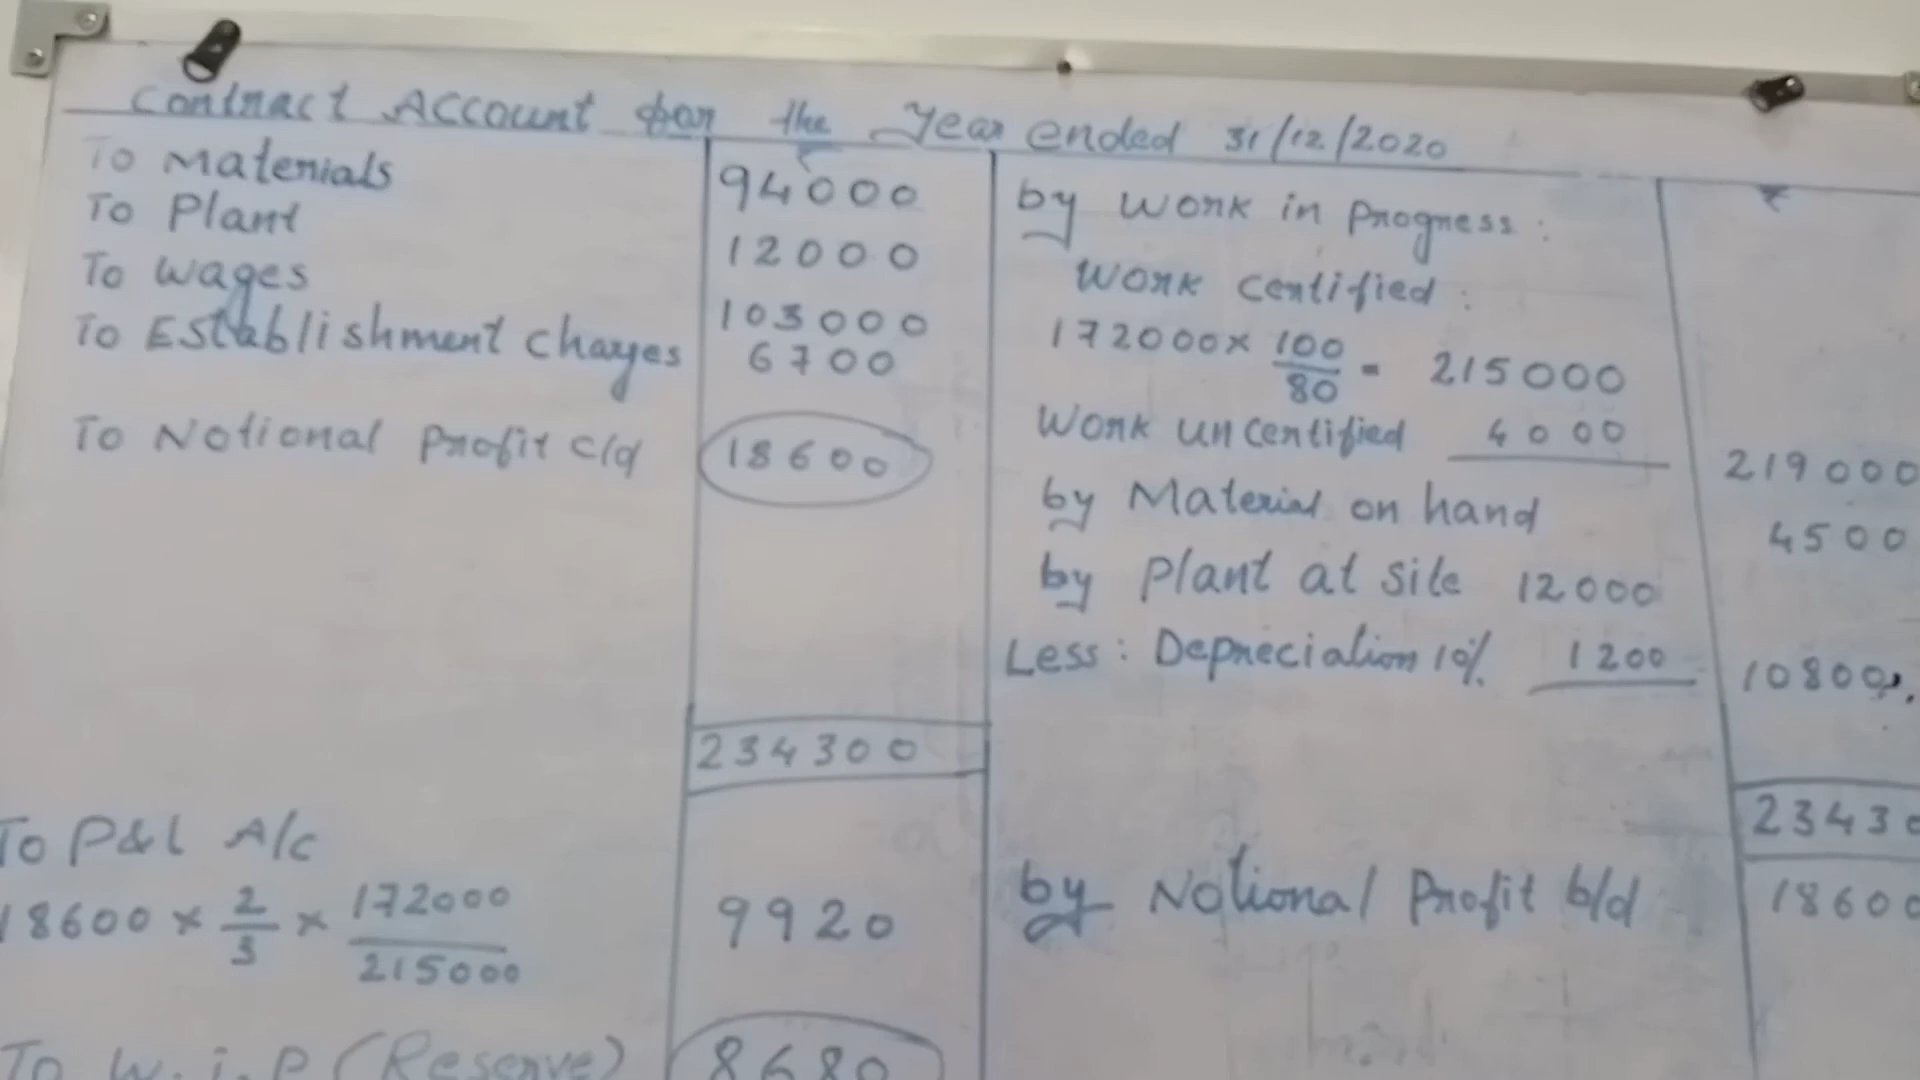 Contract Account for the Year ended 31/12/2020
To Materials 94000
To Plant 12000
To Wages 103000
To Establishment Charges 6700
To Notional Profit c/d 18600
234300
by Work in Progress:
Work Certified:
172000 × 100/80 = 215000
Work uncertified 4000 219000
by Material on hand 4500
by Plant at site 12000
Less: Depreciation 10% 1200 10800
2343
To P&L A/c
18600 × 2/3 × 172000/215000 9920
by Notional Profit b/d 1860
To W.i.P (Reserve) 8680